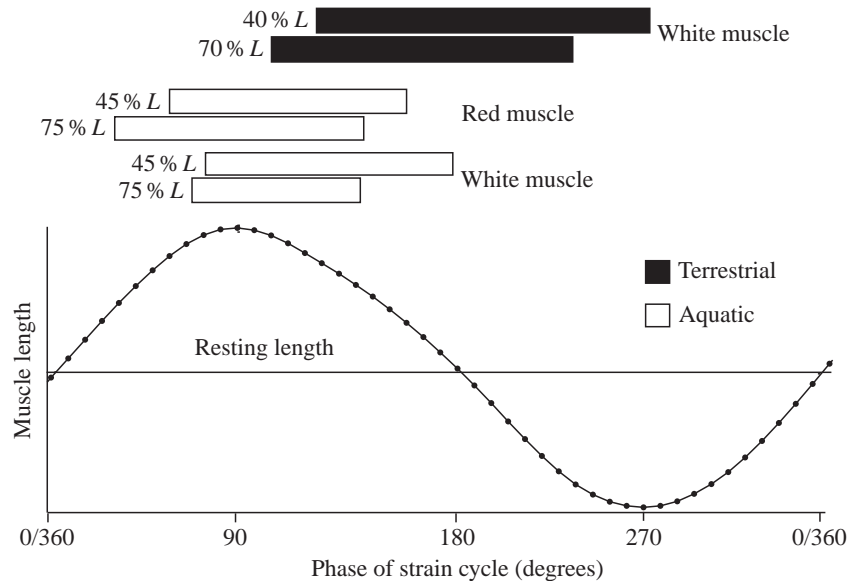 40 % L
White muscle
70 % L
45 % L
Red muscle
75 % L
45 % L
White muscle
75 % L
Terrestrial
Aquatic
Resting length
Muscle length
0/360 90 180 270 0/360
Phase of strain cycle (degrees)